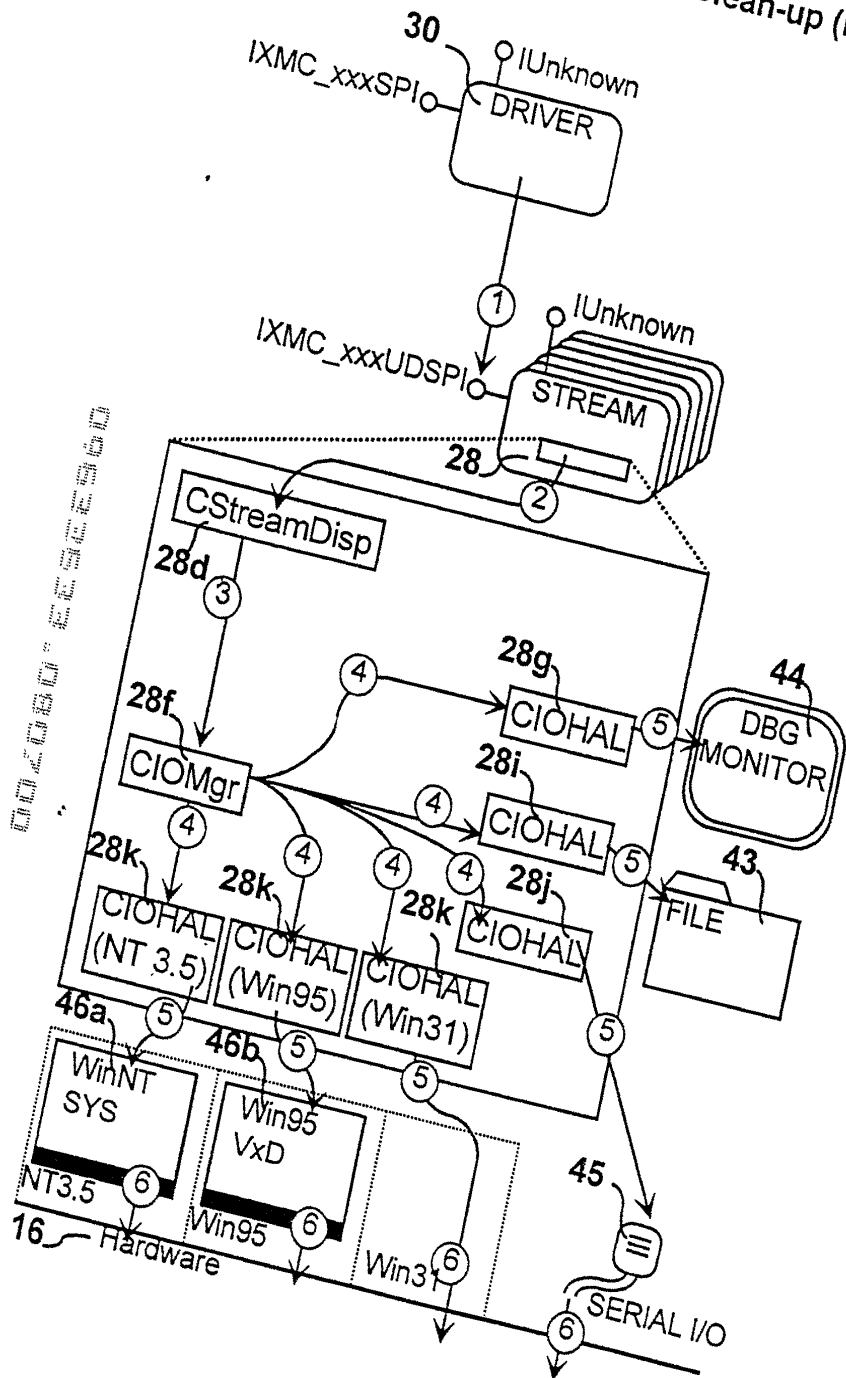 clean-up (
30
IUnknown
IXMC_xxxSPI
DRIVER
1
IUnknown
IXMC_xxxUDSPI
STREAM
28
2
CStreamDisp
28d
3
28g
44
4
CIOHAL
5
DBG
MONITOR
28f
CIOMgr
28i
4
CIOHAL
5
43
FILE
4
4
4
4
28k
28k
28k
28j
CIOHAL
CIOHAL
(NT 3.5)
CIOHAL
(Win95)
CIOHAL
(Win31)
46a
5
46b
5
5
5
WinNT
SYS
Win95
VxD
NT3.5
6
Win95
6
Win31
6
45
16
Hardware
SERIAL I/O
6